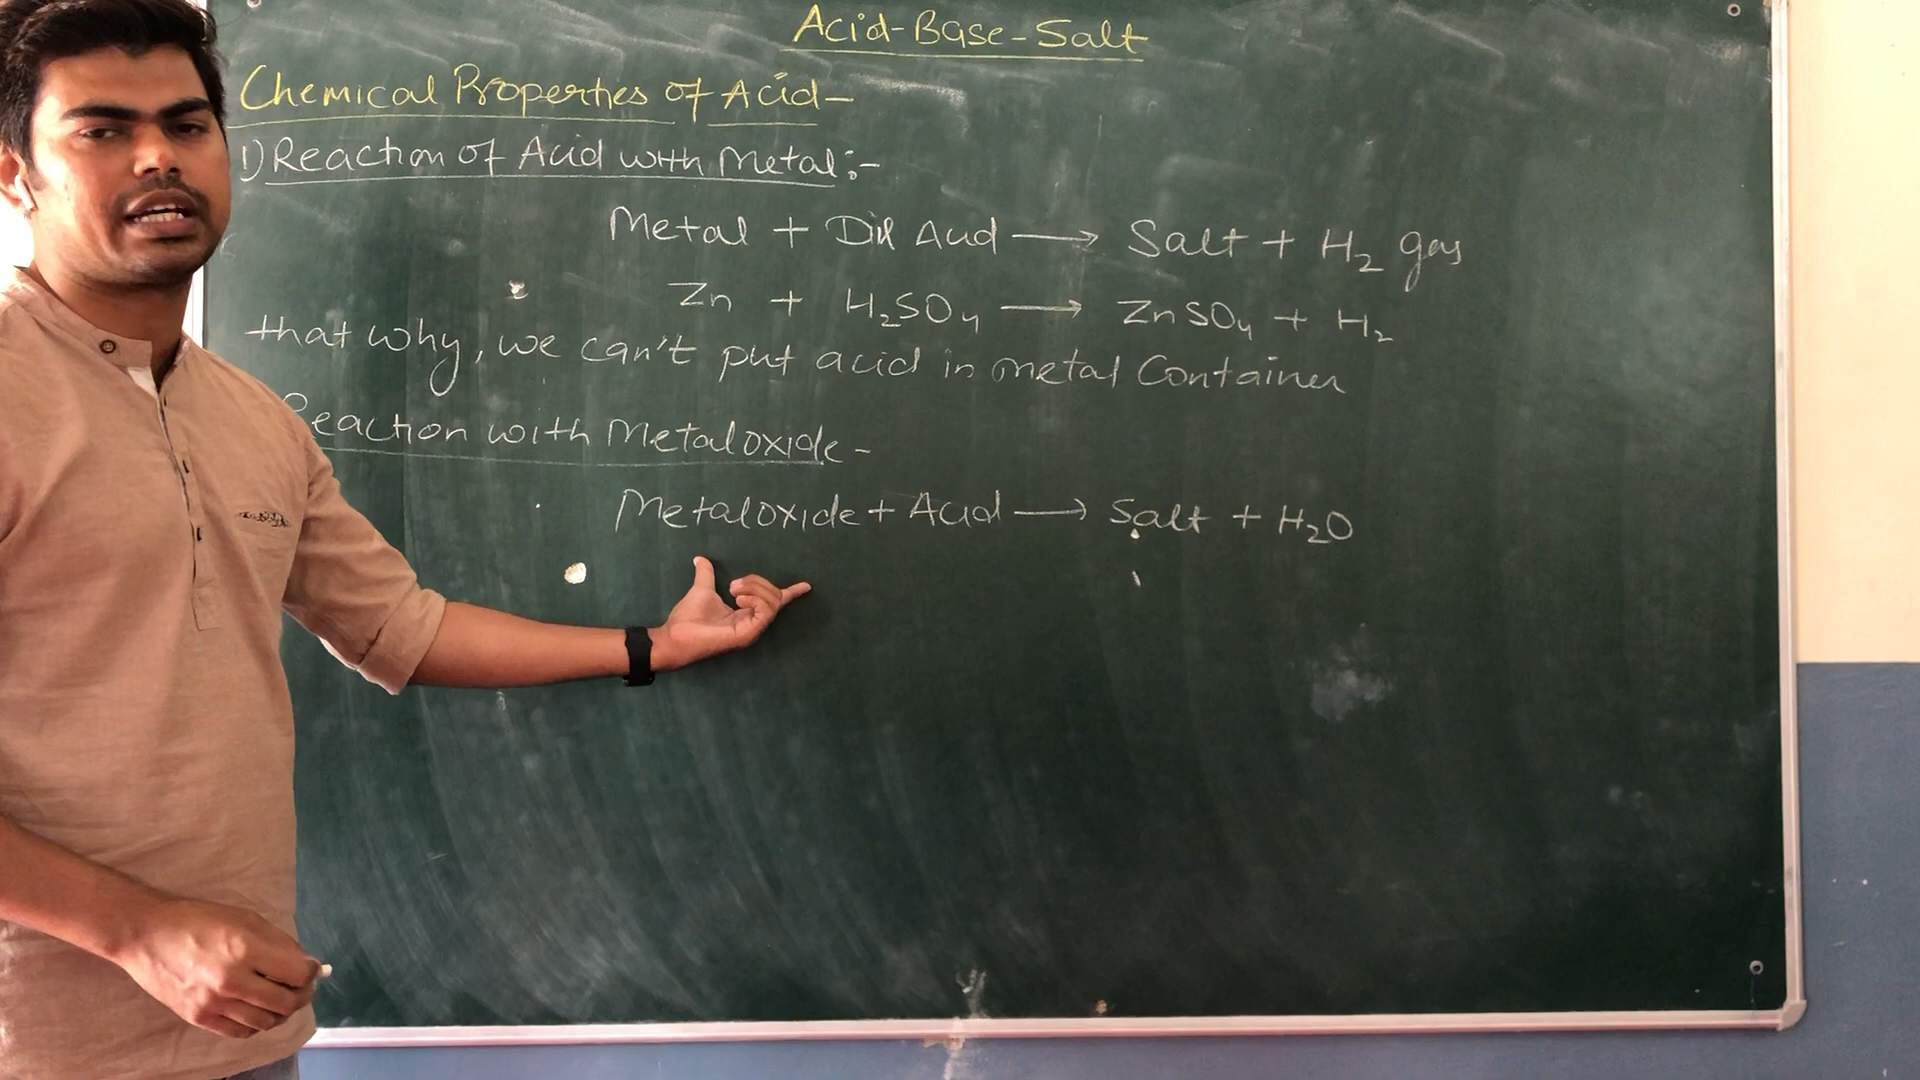 Acid-Base-Salt
Chemical Properties of Acid-
1) Reaction of Acid with Metal:-
Metal + Dil Acid ⟶ Salt + H₂ gas
Zn + H₂SO₄ ⟶ ZnSO₄ + H₂
that why, we can't put acid in metal Container
Reaction with Metaloxide-
Metaloxide + Acid ⟶ Salt + H₂O